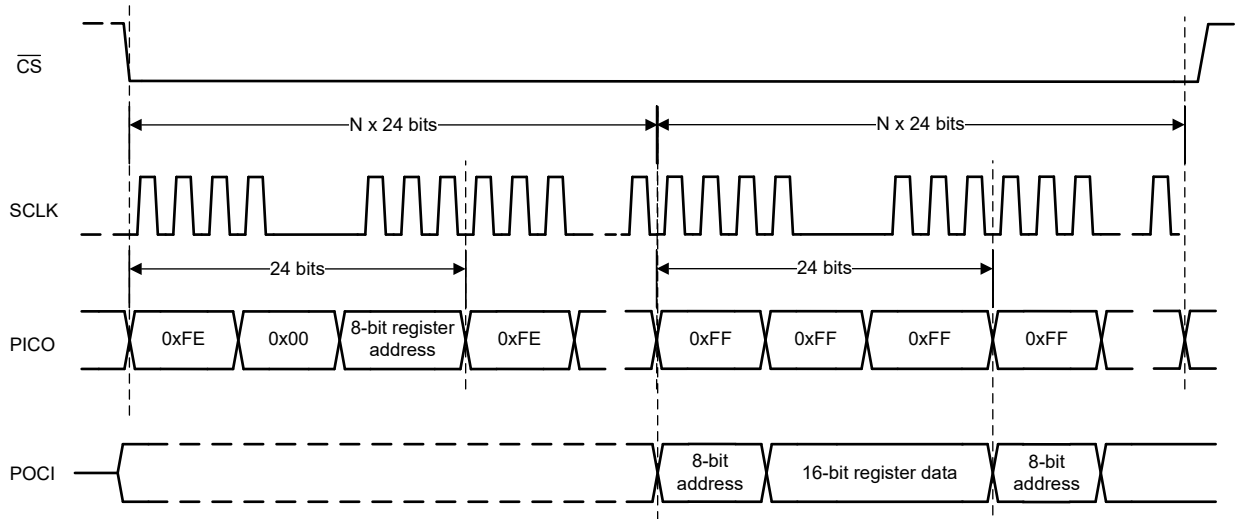 CS
N x 24 bits
N x 24 bits
SCLK
24 bits
24 bits
PICO
0xFE
0x00
8-bit register
address
0xFE
0xFF
0xFF
0xFF
0xFF
POCI
8-bit
address
16-bit register data
8-bit
address